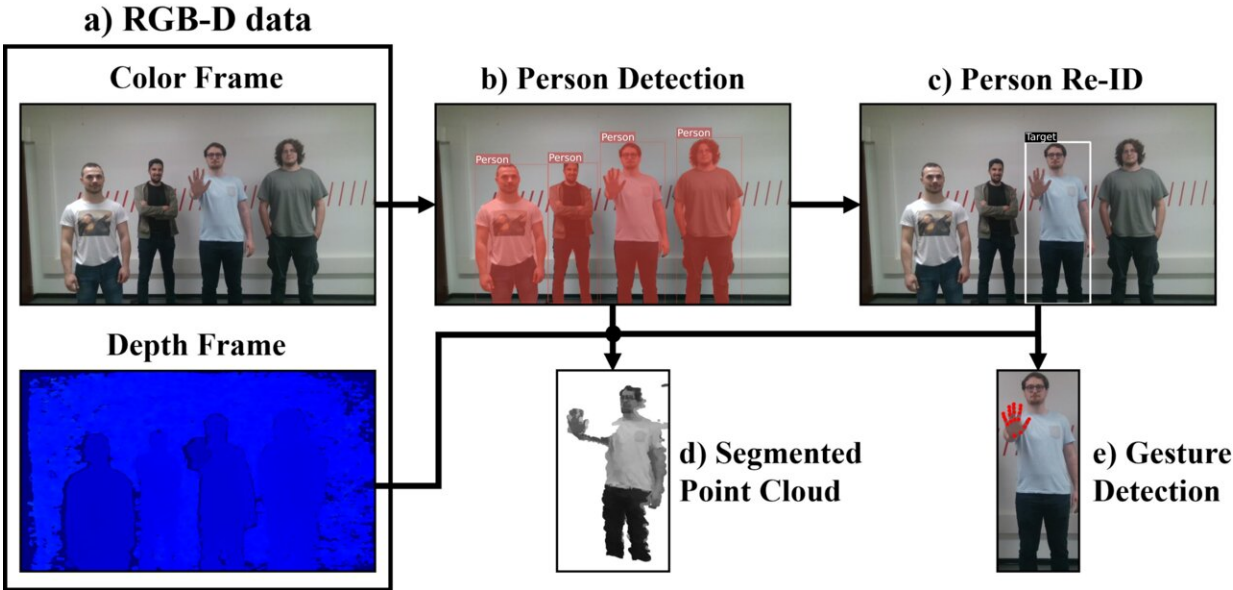 a) RGB-D data
Color Frame
b) Person Detection
c) Person Re-ID
Person
Person
Person
Person
Target
Depth Frame
d) Segmented
Point Cloud
e) Gesture
Detection